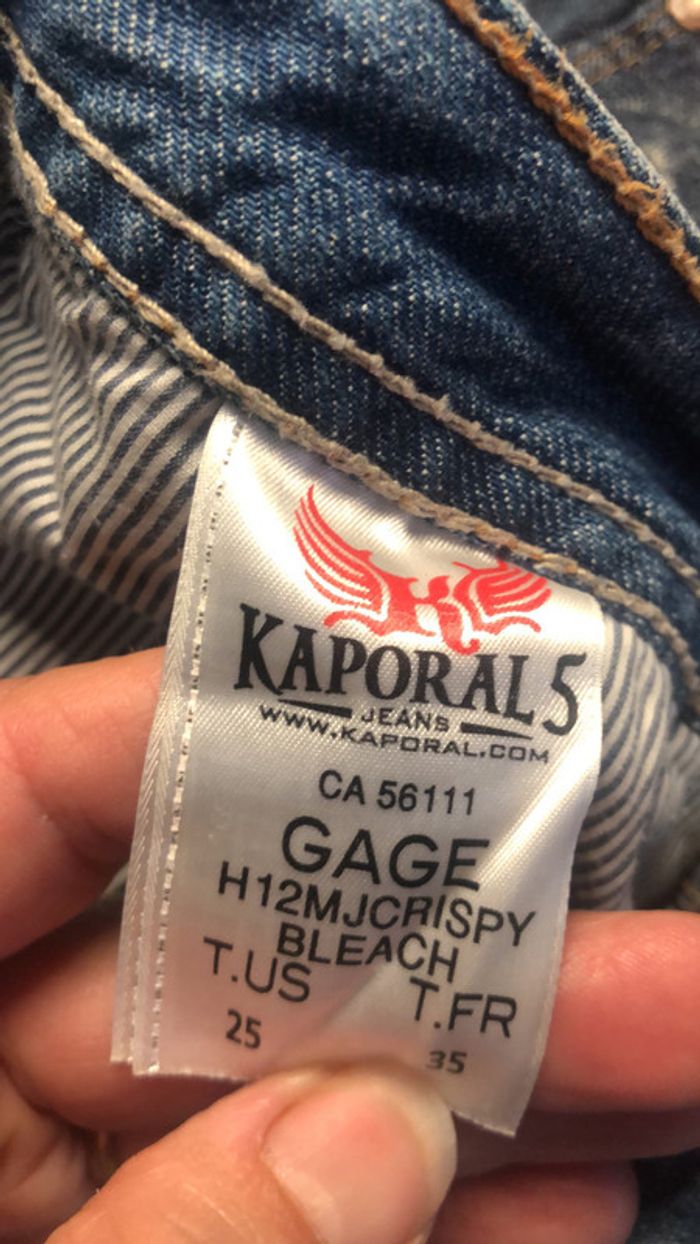 K
KAPORAL 5
JEANS
WWW.KAPORAL.COM
CA 56111
GAGE
H12MJCRISPY
BLEACH
T.US T.FR
25 35